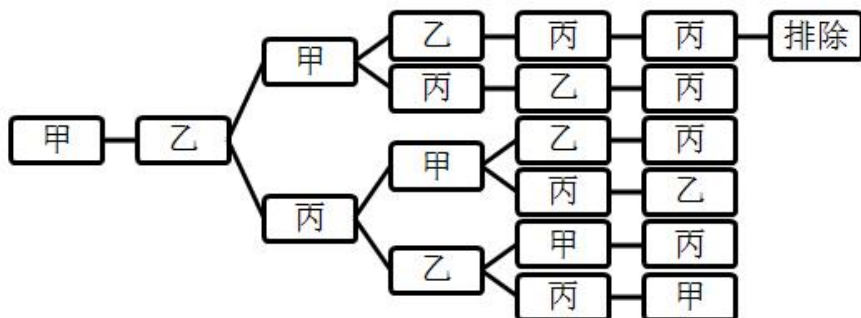 甲 乙 丙 丙 排除
丙 乙 丙
甲 乙 甲 乙 丙
丙 乙
丙
乙 甲 丙
丙 甲